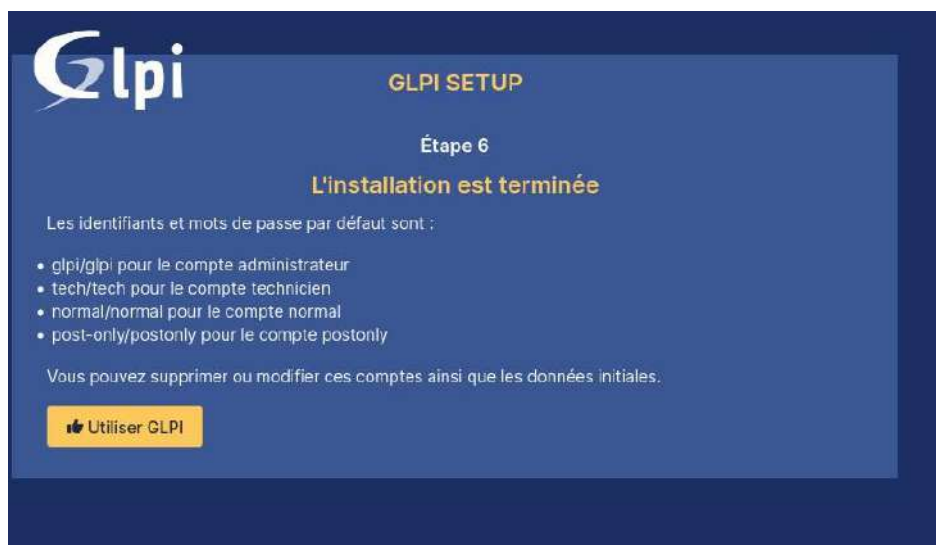 Glpi
GLPI SETUP
Étape 6
L'installation est terminée
Les identifiants et mots de passe par défaut sont :
• glpi/glpi pour le compte administrateur
• tech/tech pour le compte technicien
• normal/normal pour le compte normal
• post-only/postonly pour le compte postonly
Vous pouvez supprimer ou modifier ces comptes ainsi que les données initiales.
Utiliser GLPI